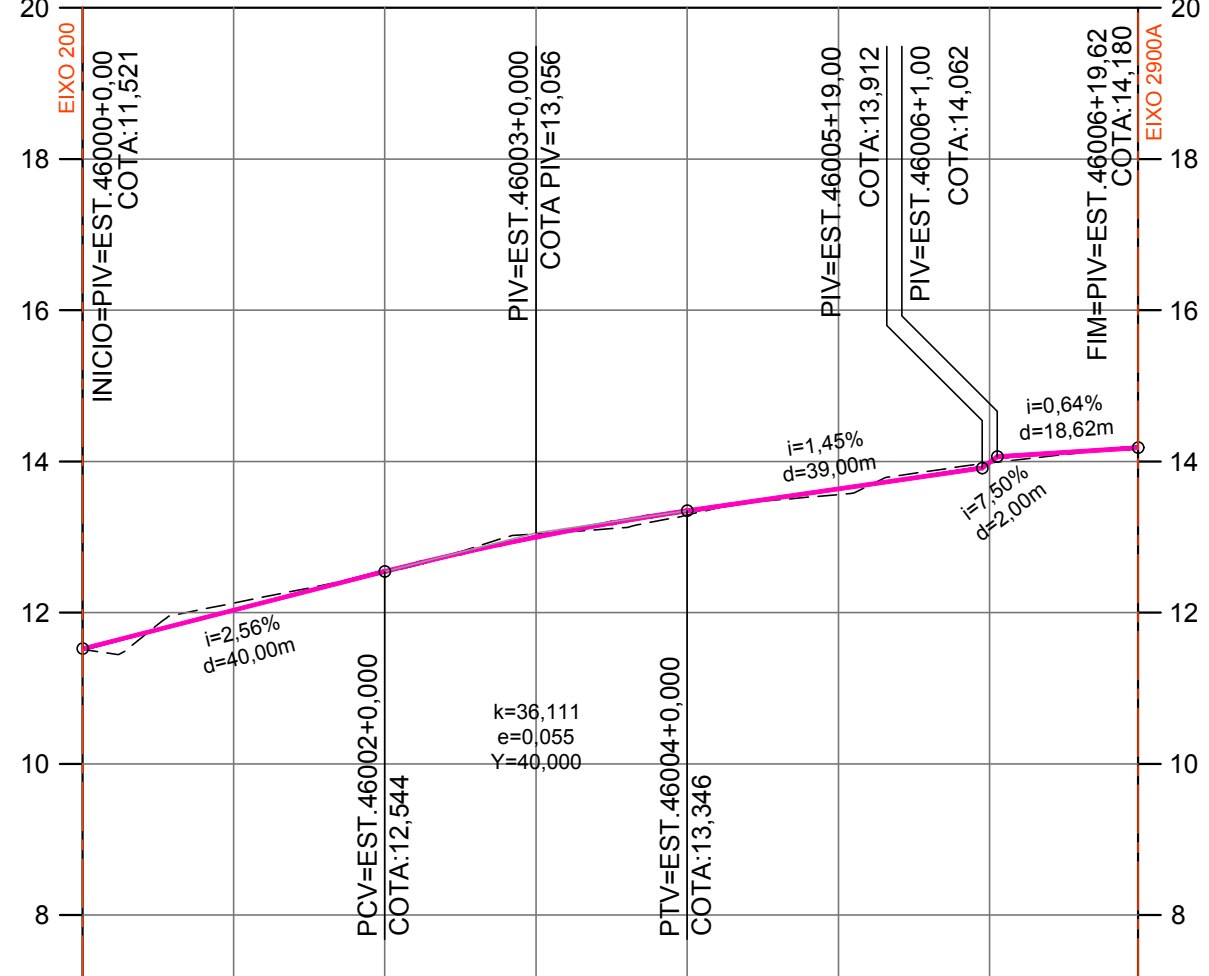 20
18
16
14
12
10
8
EIXO 200
INICIO=PIV=EST.46000+0,00
COTA:11,521
PIV=EST.46003+0,000
COTA PIV=13,056
PIV=EST.46005+19,00
COTA:13,912
PIV=EST.46006+1,00
COTA:14,062
FIM=PIV=EST.46006+19,62
COTA:14,180
EIXO 2900A
i=2,56%
d=40,00m
PCV=EST.46002+0,000
COTA:12,544
k=36,111
e=0,055
Y=40,000
PTV=EST.46004+0,000
COTA:13,346
i=1,45%
d=39,00m
i=7,50%
d=2,00m
i=0,64%
d=18,62m
20
18
16
14
12
10
8